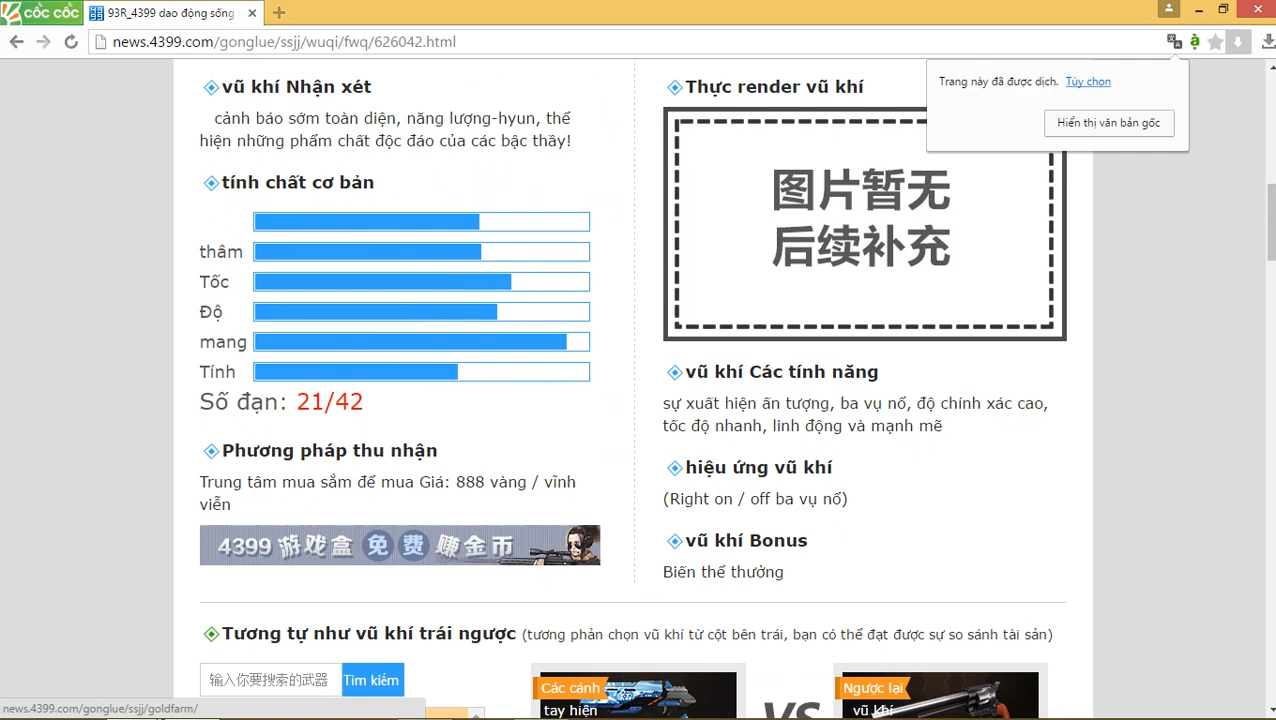 cốc cốc
93R_4399 dao động sống
news.4399.com/gonglue/ssjj/wuqi/fwq/626042.html
Trang này đã được dịch. Tùy chọn
Hiển thị văn bản gốc
vũ khí Nhận xét
cảnh báo sớm toàn diện, năng lượng-hyun, thể
hiện những phẩm chất độc đáo của các bậc thầy!
tính chất cơ bản
thâm
Tốc
Độ
mang
Tính
Số đạn: 21/42
Phương pháp thu nhận
Trung tâm mua sắm để mua Giá: 888 vàng / vĩnh
viễn
4399 游戏盒 免费 赚金币
Thực render vũ khí
图片暂无
后续补充
vũ khí Các tính năng
sự xuất hiện ấn tượng, ba vụ nổ, độ chính xác cao,
tốc độ nhanh, linh động và mạnh mẽ
hiệu ứng vũ khí
(Right on / off ba vụ nổ)
vũ khí Bonus
Biến thể thưởng
Tương tự như vũ khí trái ngược (tương phản chọn vũ khí từ cột bên trái, bạn có thể đạt được sự so sánh tài sản)
输入你要搜索的武器
Tìm kiếm
Các cánh
tay hiện
VS
Ngược lại
vũ khí
news.4399.com/gonglue/ssjj/goldfarm/